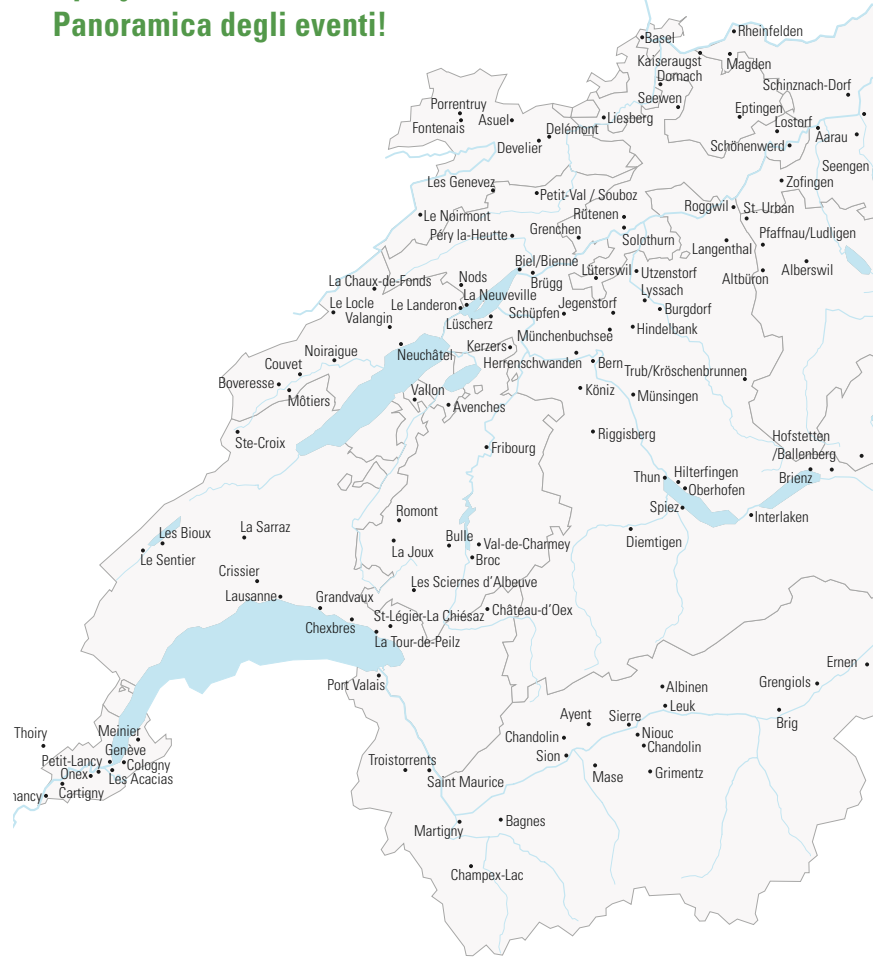 Panoramica degli eventi!
Basel
Rheinfelden
Kaiseraugst
Magden
Dornach
Schinznach-Dorf
Seewen
Porrentruy
Eptingen
Fontenais
Asuel
Liesberg
Lostorf
Delémont
Aarau
Develier
Schönenwerd
Seengen
Les Genevez
Zofingen
Petit-Val / Souboz
Le Noirmont
Rütenen
Roggwil
St. Urban
Péry la-Heutte
Grenchen
Solothurn
Pfaffnau/Ludligen
Langenthal
Biel/Bienne
La Chaux-de-Fonds
Nods
Brügg
Lüterswil
Utzenstorf
Altbüron
Alberswil
Le Locle
Le Landeron
La Neuveville
Lyssach
Jegenstorf
Burgdorf
Valangin
Lüscherz
Schüpfen
Münchenbuchsee
Hindelbank
Noiraigue
Neuchâtel
Kerzers
Couvet
Herrenschwanden
Bern
Trub/Kröschenbrunnen
Boveresse
Môtiers
Vallon
Avenches
Köniz
Münsingen
Ste-Croix
Fribourg
Riggisberg
Hofstetten
/Ballenberg
Thun
Hilterfingen
Oberhofen
Brienz
Spiez
Interlaken
Romont
Les Bioux
La Sarraz
Bulle
Val-de-Charmey
Diemtigen
Le Sentier
La Joux
Broc
Crissier
Les Sciernes d'Albeuve
Lausanne
Grandvaux
Château-d'Oex
St-Légier-La Chiésaz
Chexbres
La Tour-de-Peilz
Ernen
Port Valais
Albinen
Grengiols
Leuk
Ayent
Sierre
Brig
Thoiry
Meinier
Chandolin
Niouc
Genève
Chandolin
Petit-Lancy
Cologny
Sion
Troistorrents
Onex
Les Acacias
Mase
Grimentz
Cartigny
Saint Maurice
Martigny
Bagnes
Champex-Lac